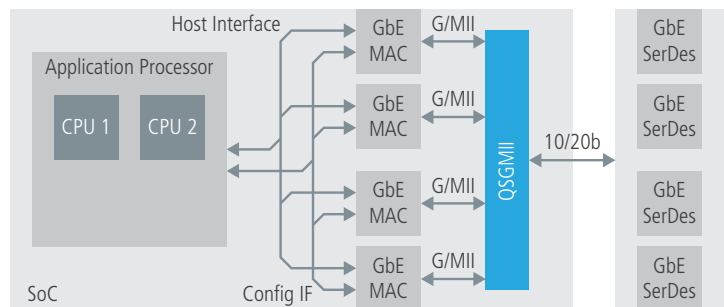 Host Interface
Application Processor
CPU 1
CPU 2
GbE
MAC
G/MII
GbE
MAC
G/MII
GbE
MAC
G/MII
GbE
MAC
G/MII
QSGMII
10/20b
GbE
SerDes
GbE
SerDes
GbE
SerDes
GbE
SerDes
SoC
Config IF